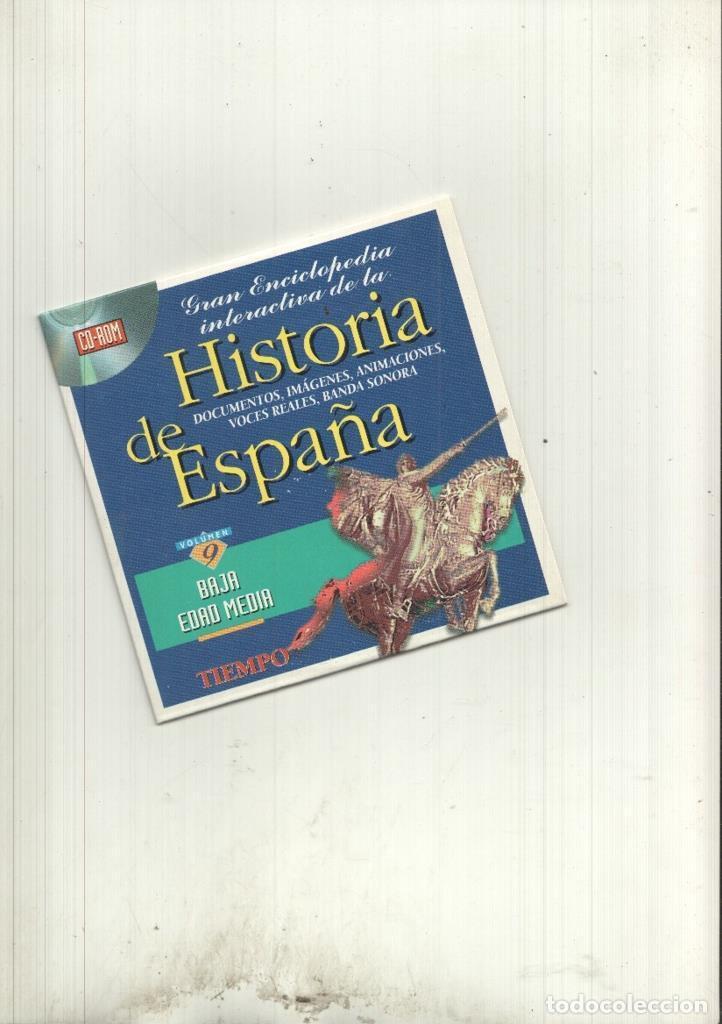 CD-ROM
Gran Enciclopedia
interactiva de la
Historia
DOCUMENTOS, IMÁGENES, ANIMACIONES,
VOCES REALES, BANDA SONORA
de España
VOLUMEN
9
BAJA
EDAD MEDIA
TIEMPO
todocoleccion